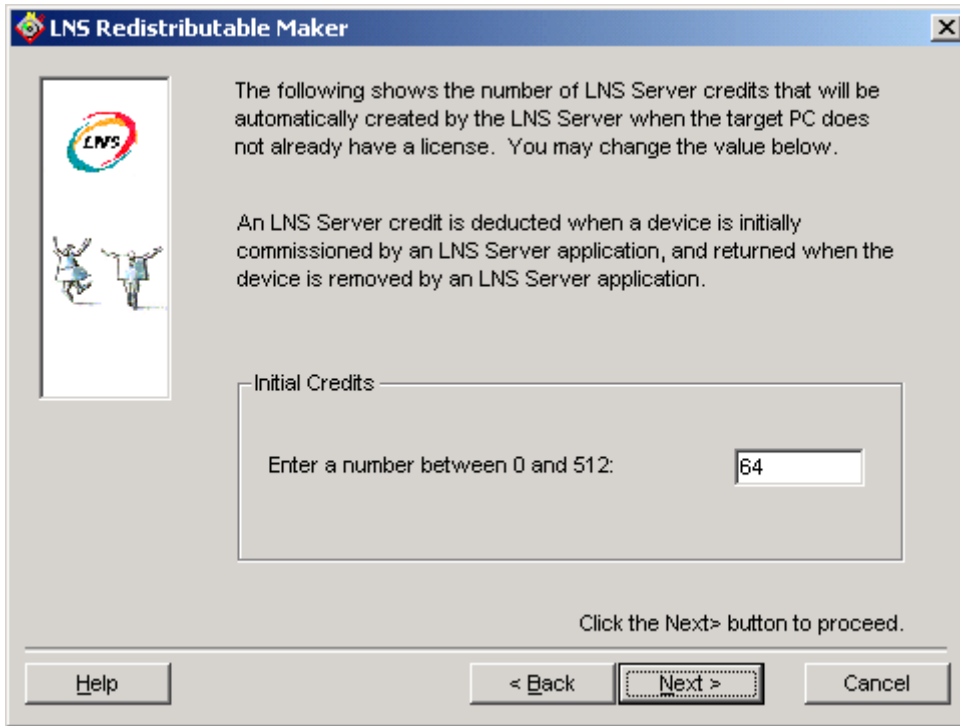 LNS Redistributable Maker
LNS
The following shows the number of LNS Server credits that will be
automatically created by the LNS Server when the target PC does
not already have a license.  You may change the value below.
An LNS Server credit is deducted when a device is initially
commissioned by an LNS Server application, and returned when the
device is removed by an LNS Server application.
Initial Credits
Enter a number between 0 and 512:
64
Click the Next> button to proceed.
Help
< Back
Next >
Cancel